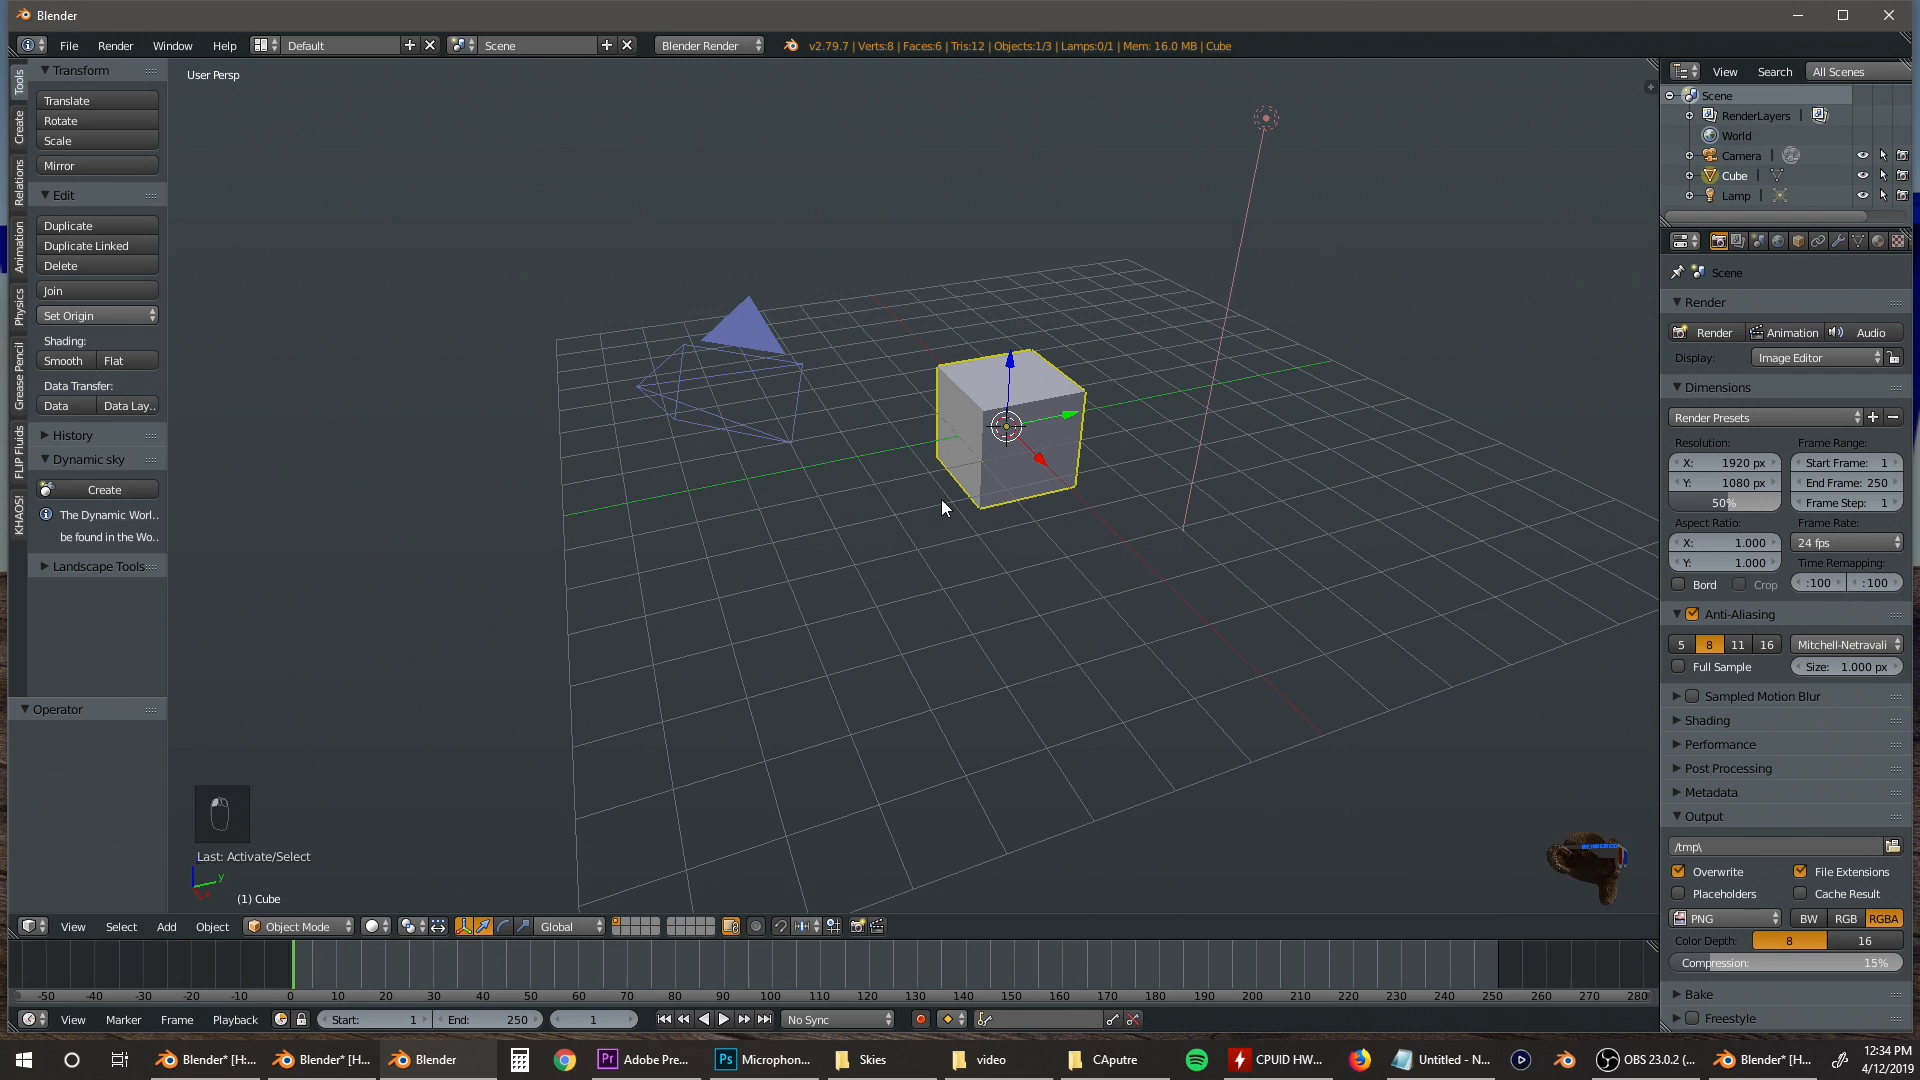 Blender
File Render Window Help Default Scene Blender Render v2.79.7 | Verts:8 | Faces:6 | Tris:12 | Objects:1/3 | Lamps:0/1 | Mem: 16.0 MB | Cube
Tools
Create
Relations
Animation
Physics
Grease Pencil
FLIP Fluids
KHAOS!
Transform
Translate
Rotate
Scale
Mirror
Edit
Duplicate
Duplicate Linked
Delete
Join
Set Origin
Shading:
Smooth Flat
Data Transfer:
Data Data Lay..
History
Dynamic sky
Create
The Dynamic Worl..
be found in the Wo..
Landscape Tools
Operator
User Persp
Last: Activate/Select
y
(1) Cube
View Select Add Object Object Mode Global
View Search All Scenes
Scene
RenderLayers |
World
Camera |
Cube |
Lamp |
Scene
Render
Render Animation Audio
Display: Image Editor
Dimensions
Render Presets
Resolution: Frame Range:
X: 1920 px Start Frame: 1
Y: 1080 px End Frame: 250
50% Frame Step: 1
Aspect Ratio: Frame Rate:
X: 1.000 24 fps
Y: 1.000 Time Remapping:
Bord Crop :100 :100
Anti-Aliasing
5 8 11 16 Mitchell-Netravali
Full Sample Size: 1.000 px
Sampled Motion Blur
Shading
Performance
Post Processing
Metadata
Output
/tmp\
Overwrite File Extensions
Placeholders Cache Result
PNG BW RGB RGBA
Color Depth: 8 16
Compression: 15%
Bake
Freestyle
-50 -40 -30 -20 -10 0 10 20 30 40 50 60 70 80 90 100 110 120 130 140 150 160 170 180 190 200 210 220 230 240 250 260 270 280
View Marker Frame Playback Start: 1 End: 250 1 No Sync
Blender* [H:... Blender* [H... Blender Pr Adobe Pre... Ps Microphon... Skies video CAputre CPUID HW... Untitled - N... OBS 23.0.2 (... Blender* [H...
12:34 PM
4/12/2019